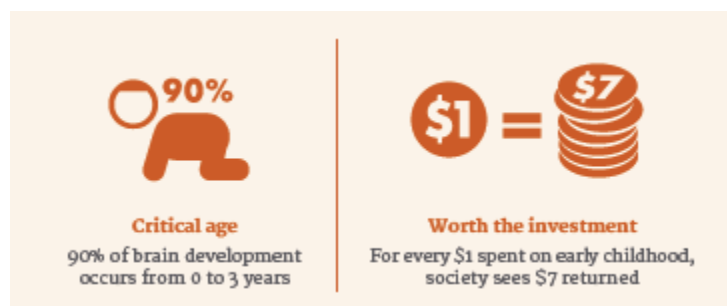 90%
Critical age
90% of brain development
occurs from 0 to 3 years
$1 = $7
Worth the investment
For every $1 spent on early childhood,
society sees $7 returned